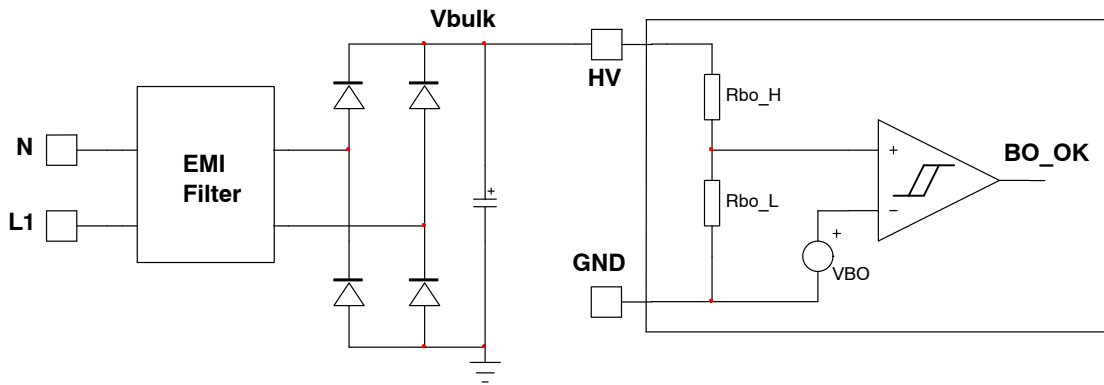 Vbulk
HV
Rbo_H
N
EMI
Filter
+
BO_OK
+
Rbo_L
−
L1
+
GND
VBO